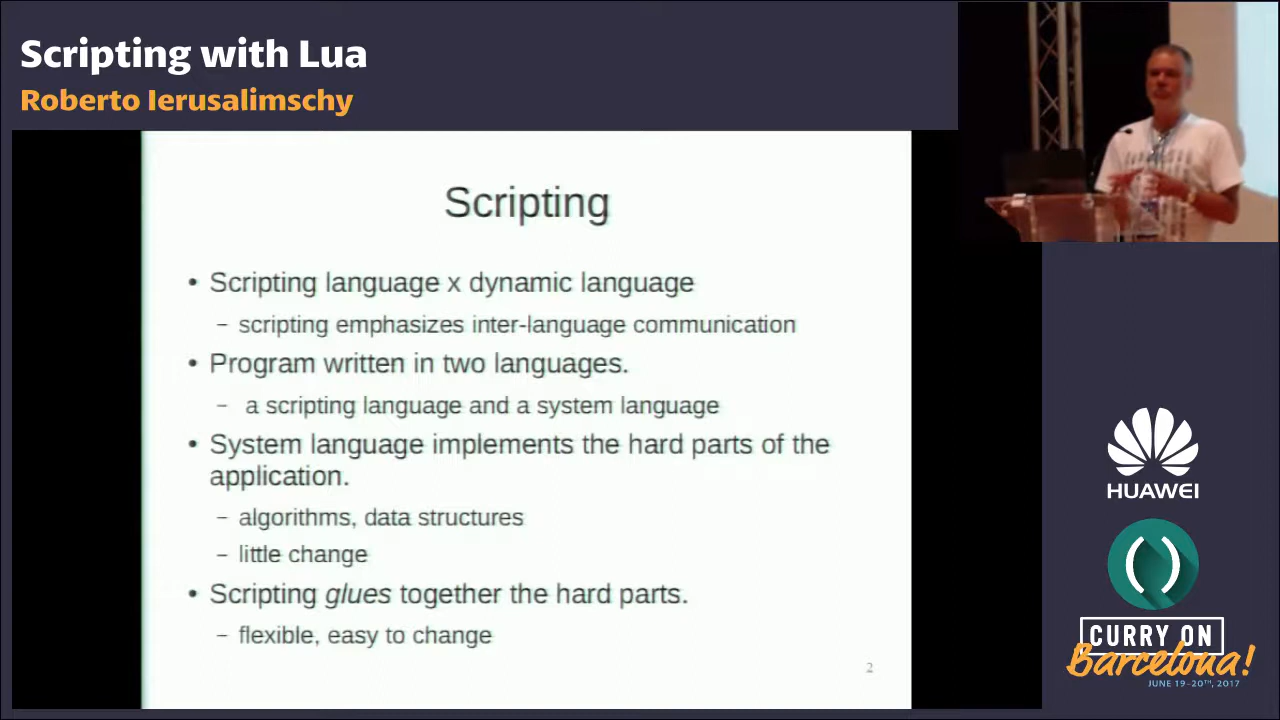 Scripting with Lua
Roberto Ierusalimschy
Scripting
• Scripting language x dynamic language
– scripting emphasizes inter-language communication
• Program written in two languages.
– a scripting language and a system language
• System language implements the hard parts of the
application.
– algorithms, data structures
– little change
• Scripting glues together the hard parts.
– flexible, easy to change
2
HUAWEI
CURRY ON
Barcelona!
JUNE 19-20TH, 2017